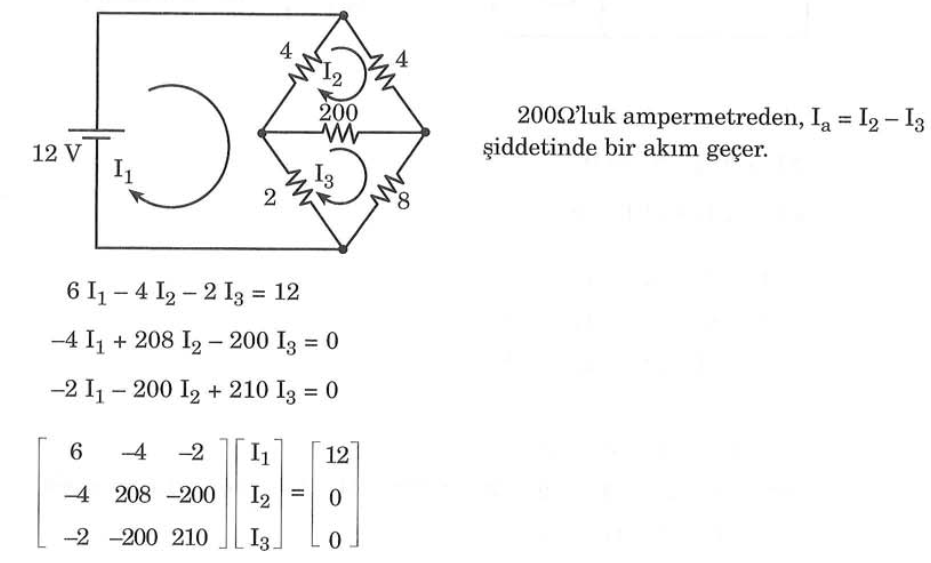 4
4
I₂
200
200Ω’luk ampermetreden, Iₐ = I₂ – I₃
şiddetinde bir akım geçer.
12 V
I₁
I₃
2
8
6 I₁ – 4 I₂ – 2 I₃ = 12
–4 I₁ + 208 I₂ – 200 I₃ = 0
–2 I₁ – 200 I₂ + 210 I₃ = 0
6 –4 –2 I₁ 12
–4 208 –200 I₂ = 0
–2 –200 210 I₃ 0